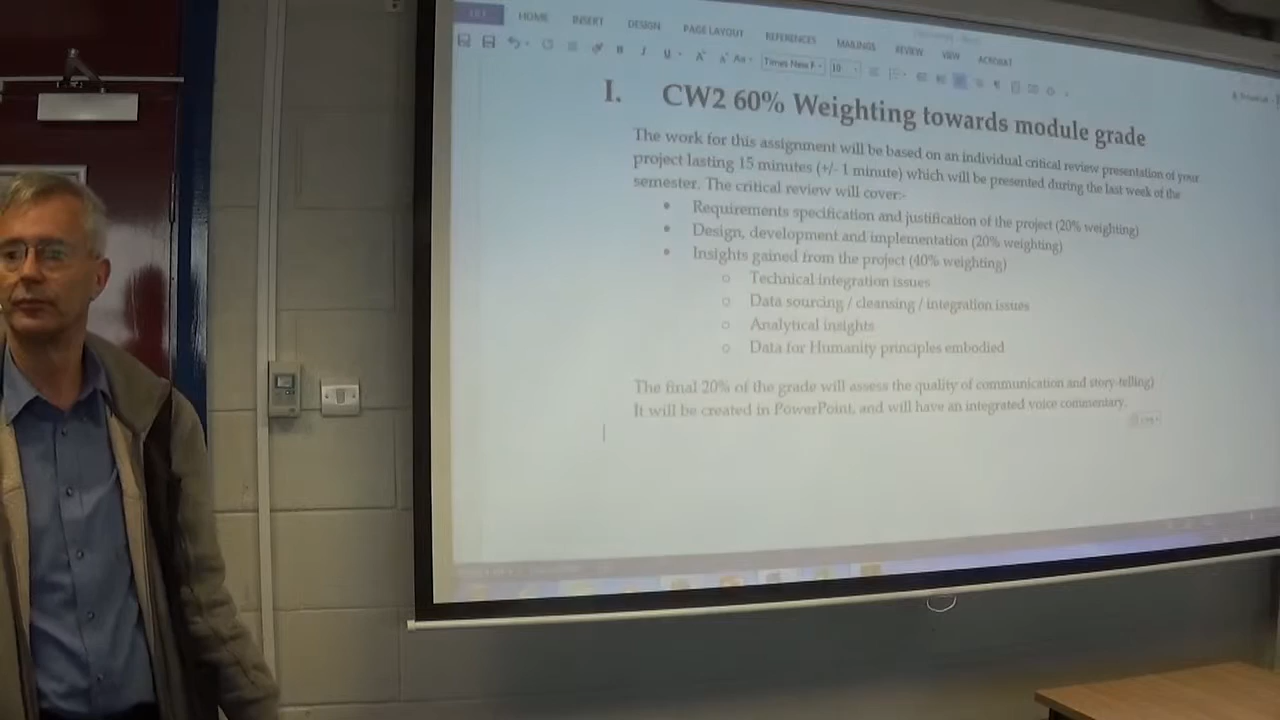 FILE HOME INSERT DESIGN PAGE LAYOUT REFERENCES MAILINGS REVIEW VIEW ACROBAT
Times New R 10
I. CW2 60% Weighting towards module grade
The work for this assignment will be based on an individual critical review presentation of your
project lasting 15 minutes (+/- 1 minute) which will be presented during the last week of the
semester. The critical review will cover:-
• Requirements specification and justification of the project (20% weighting)
• Design, development and implementation (20% weighting)
• Insights gained from the project (40% weighting)
o Technical integration issues
o Data sourcing / cleansing / integration issues
o Analytical insights
o Data for Humanity principles embodied
The final 20% of the grade will assess the quality of communication and story-telling)
It will be created in PowerPoint, and will have an integrated voice commentary.